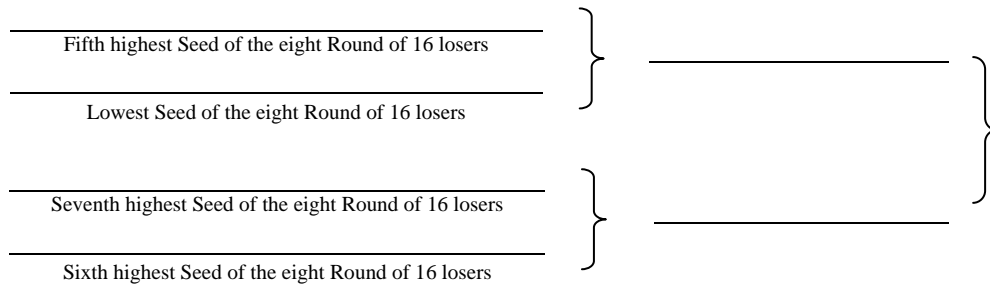 Fifth highest Seed of the eight Round of 16 losers
Lowest Seed of the eight Round of 16 losers
Seventh highest Seed of the eight Round of 16 losers
Sixth highest Seed of the eight Round of 16 losers